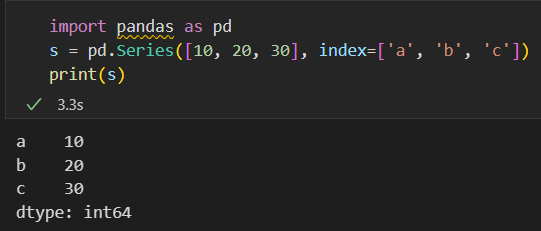 import pandas as pd
s = pd.Series([10, 20, 30], index=['a', 'b', 'c'])
print(s)
3.3s
a    10
b    20
c    30
dtype: int64